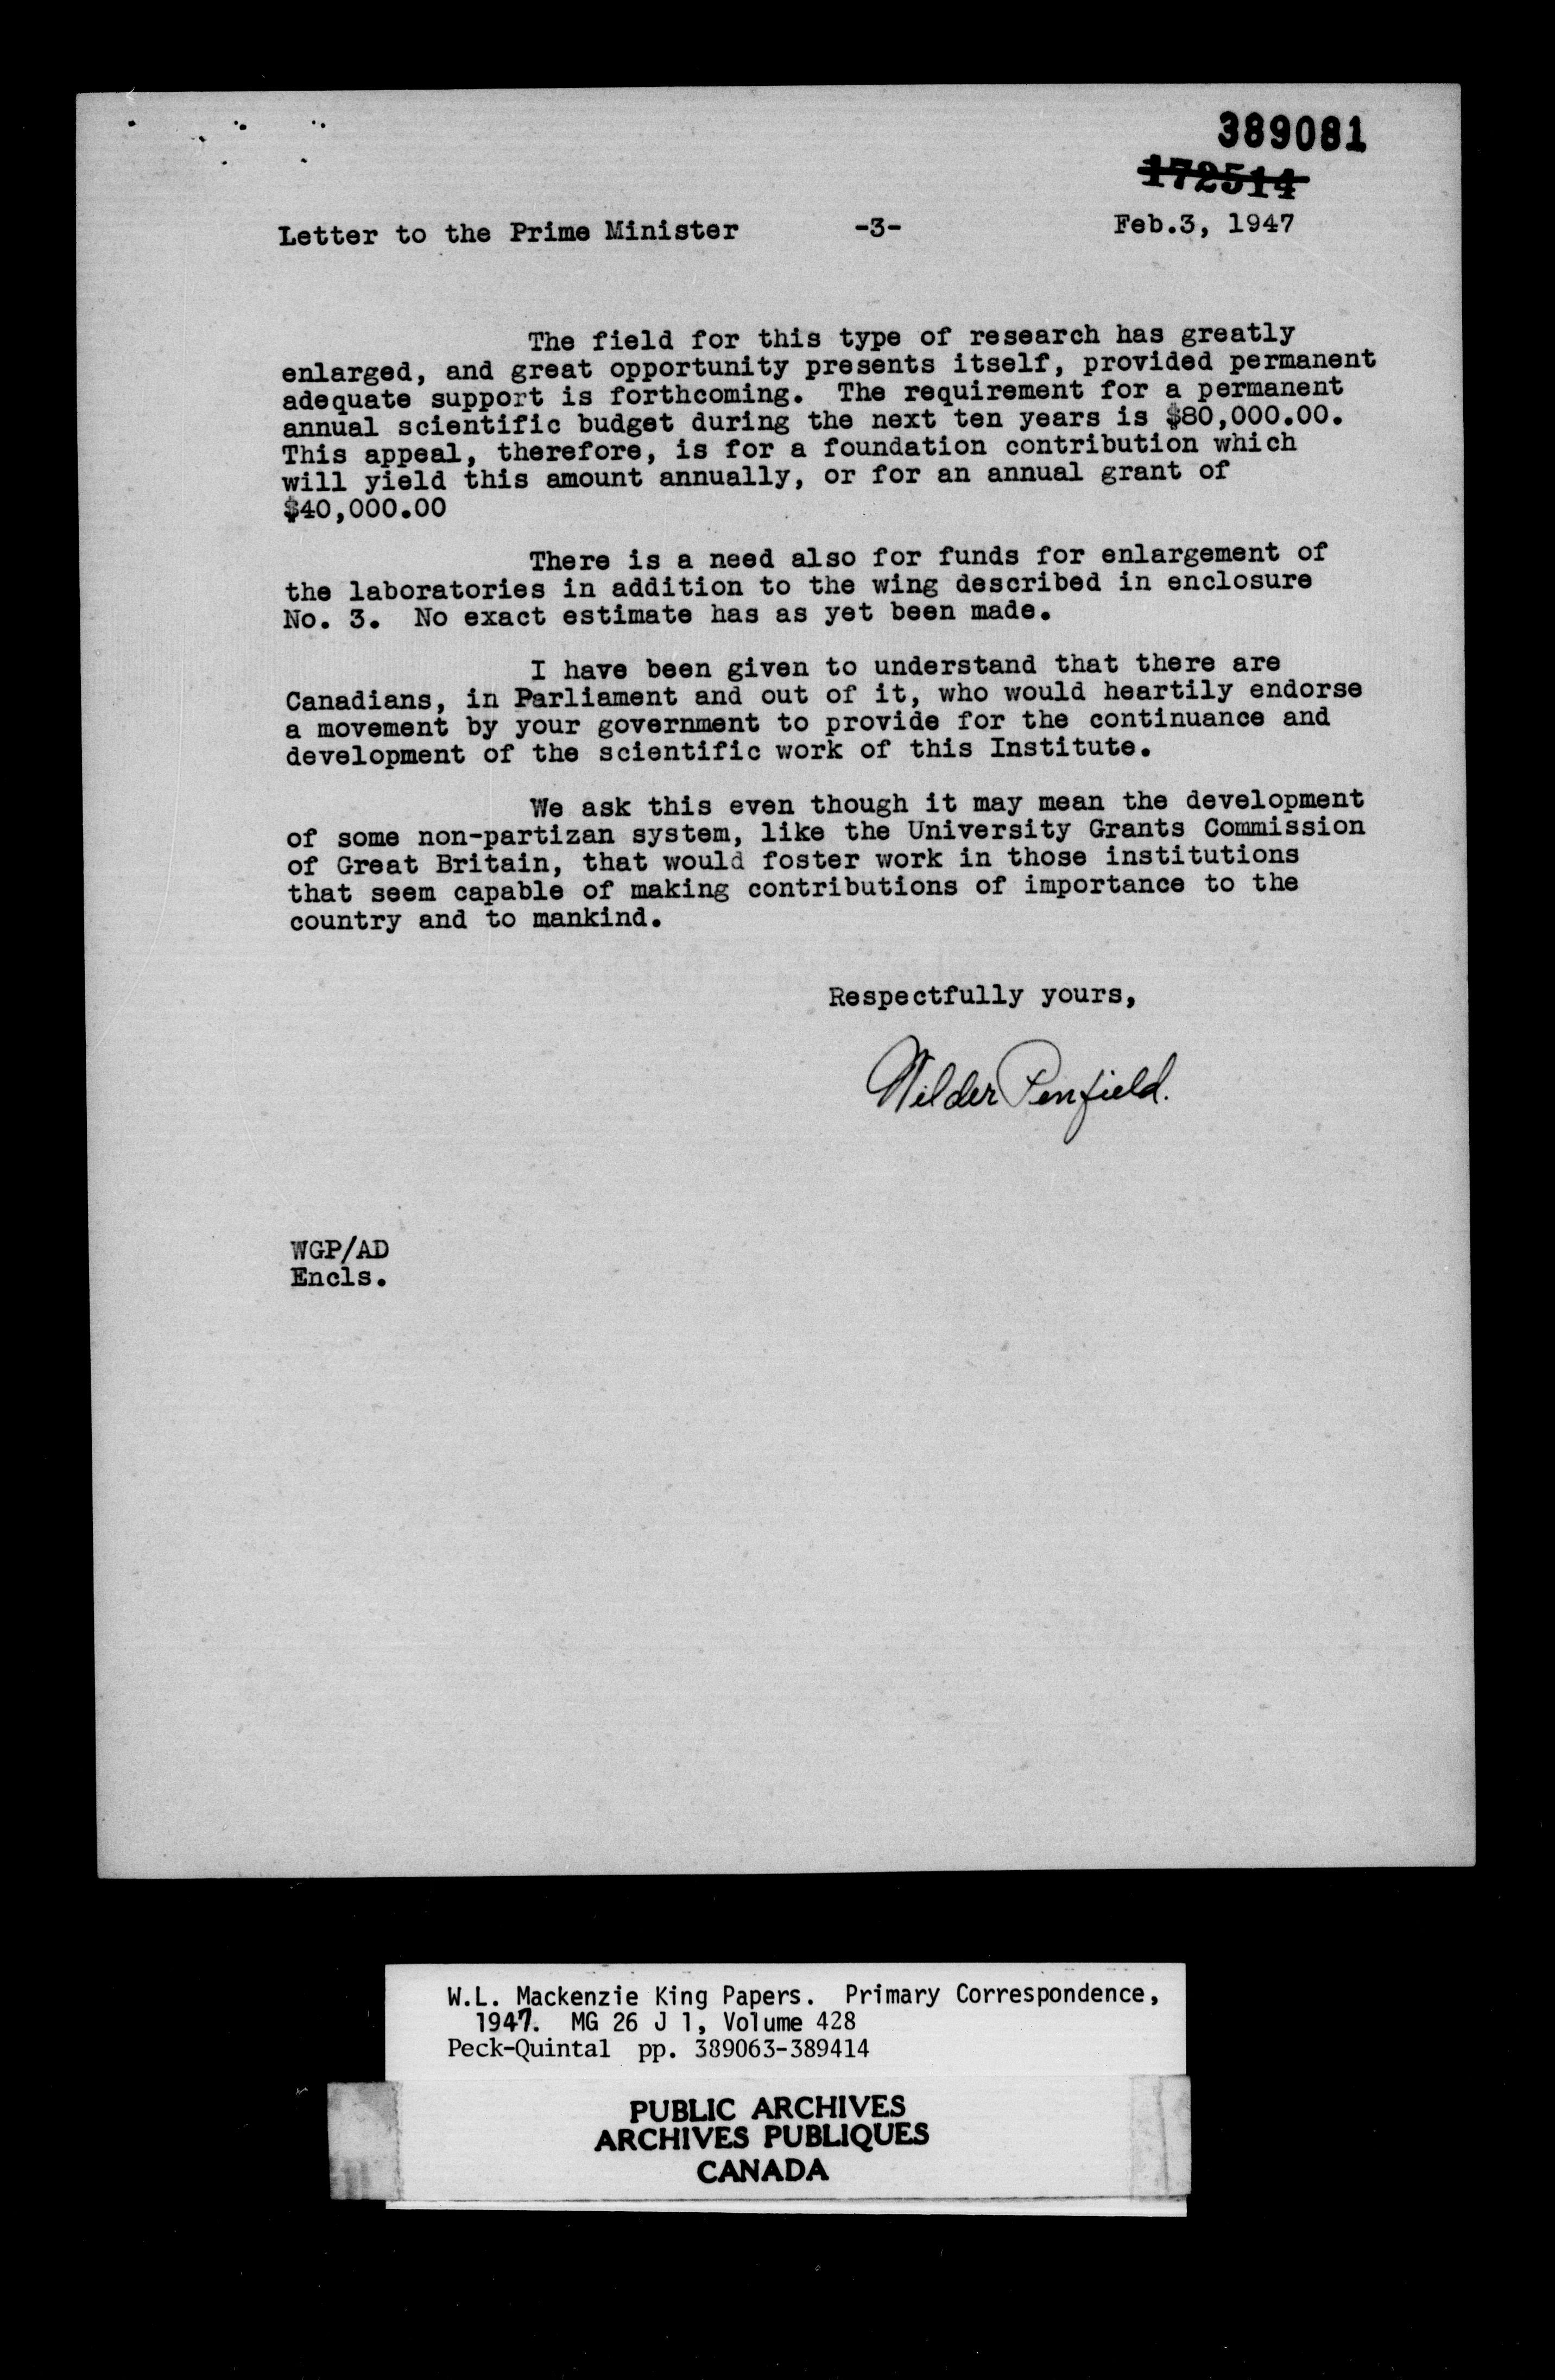 389081
172514
Letter to the Prime Minister -3- Feb.3, 1947
The field for this type of research has greatly
enlarged, and great opportunity presents itself, provided permanent
adequate support is forthcoming. The requirement for a permanent
annual scientific budget during the next ten years is $80,000.00.
This appeal, therefore, is for a foundation contribution which
will yield this amount annually, or for an annual grant of
$40,000.00
There is a need also for funds for enlargement of
the laboratories in addition to the wing described in enclosure
No. 3. No exact estimate has as yet been made.
I have been given to understand that there are
Canadians, in Parliament and out of it, who would heartily endorse
a movement by your government to provide for the continuance and
development of the scientific work of this Institute.
We ask this even though it may mean the development
of some non-partizan system, like the University Grants Commission
of Great Britain, that would foster work in those institutions
that seem capable of making contributions of importance to the
country and to mankind.
Respectfully yours,
Wilder Penfield.
WGP/AD
Encls.
W.L. Mackenzie King Papers. Primary Correspondence,
1947. MG 26 J 1, Volume 428
Peck-Quintal pp. 389063-389414
PUBLIC ARCHIVES
ARCHIVES PUBLIQUES
CANADA